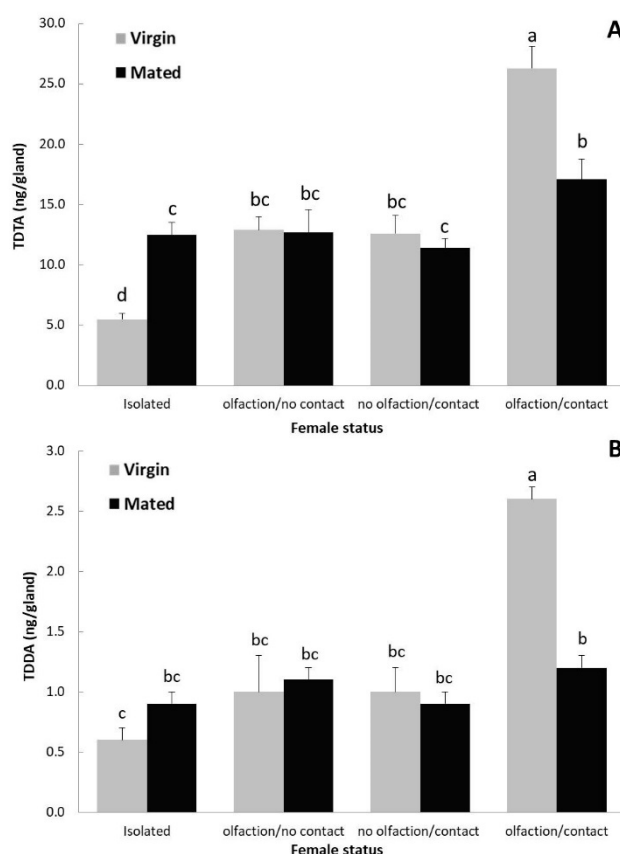 A
Virgin
Mated
TDTA (ng/gland)
30.0
25.0
20.0
15.0
10.0
5.0
0.0
d
c
bc
bc
bc
c
a
b
Isolated
olfaction/no contact
no olfaction/contact
olfaction/contact
Female status
B
Virgin
Mated
TDDA (ng/gland)
3.0
2.5
2.0
1.5
1.0
0.5
0.0
c
bc
bc
bc
bc
bc
a
b
Isolated
olfaction/no contact
no olfaction/contact
olfaction/contact
Female status